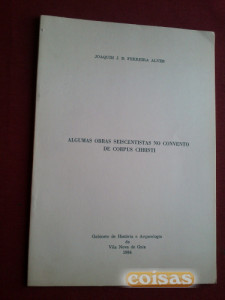 JOAQUIM J. B. FERREIRA ALVES
ALGUMAS OBRAS SEISCENTISTAS NO CONVENTO
DE CORPUS CHRISTI
Gabinete de História e Arqueologia
de
Vila Nova de Gaia
coisas